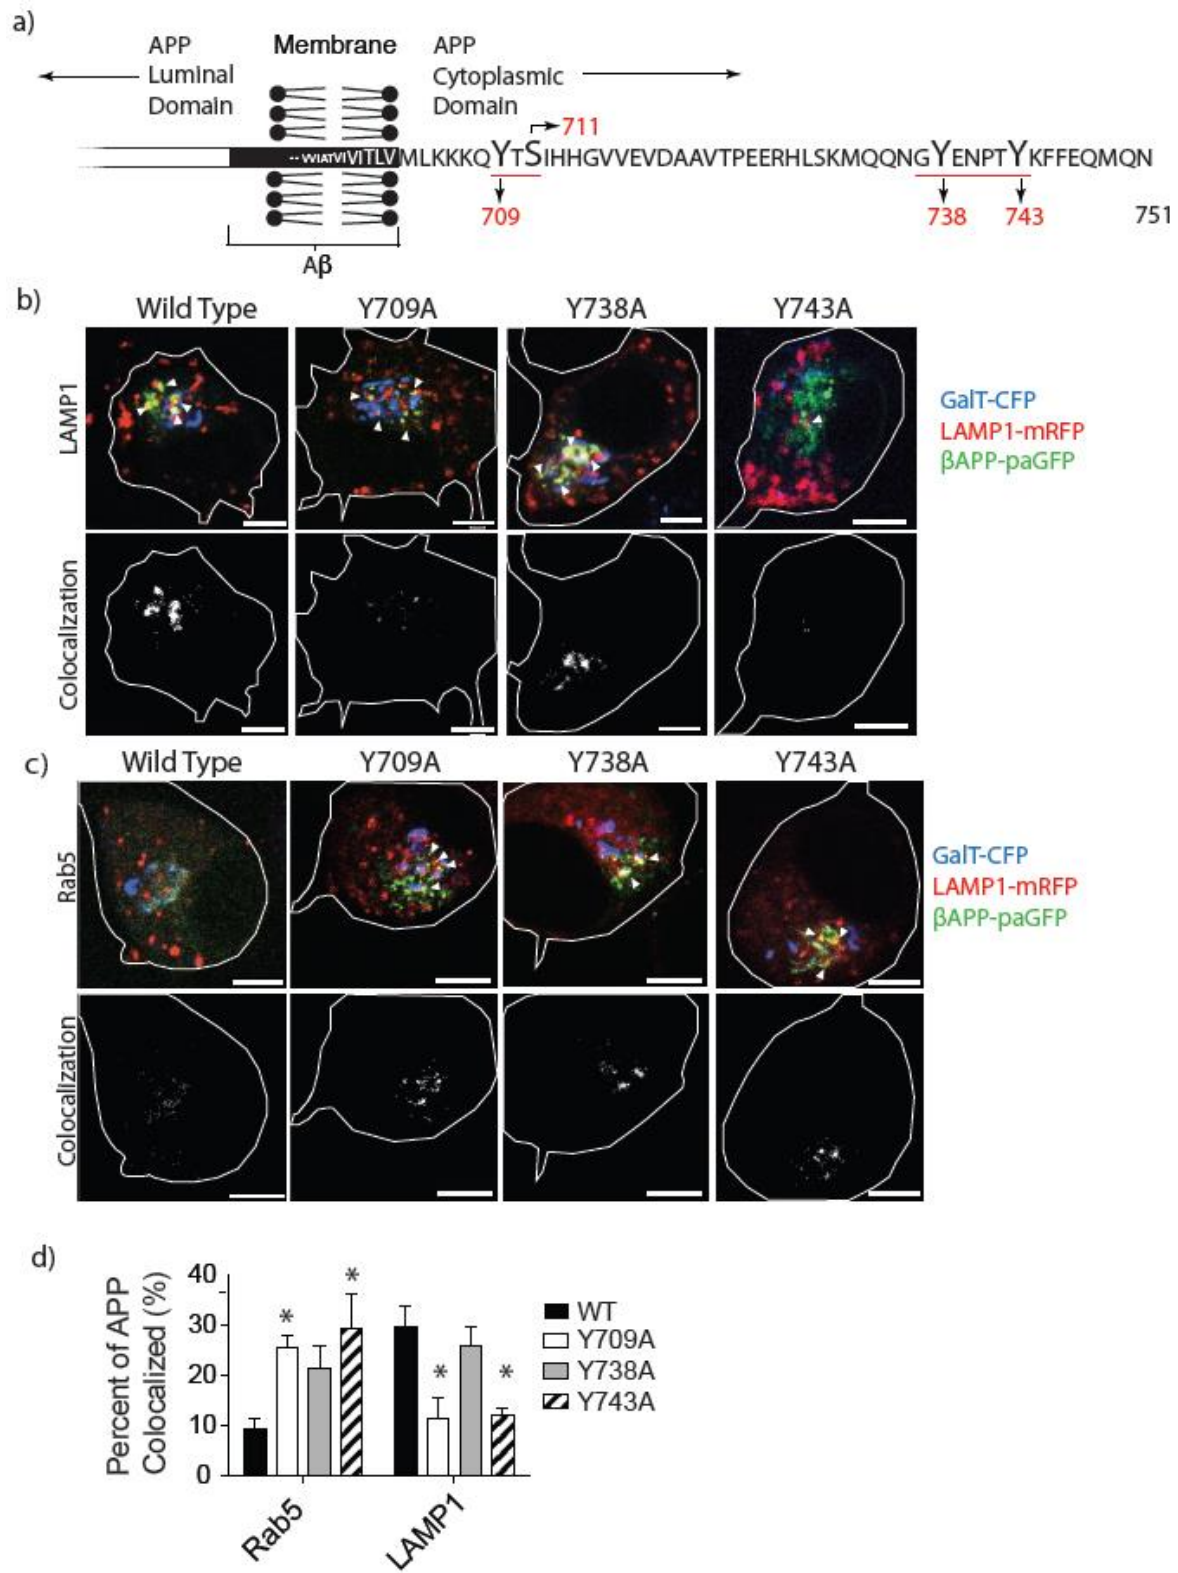 a)
APP Luminal Domain
Membrane
APP Cytoplasmic Domain
711
VVIATVIVITLVMLKKKQYTSIHHGVVEVDAAVTPEERHLSKMQQNGYENPTYKFFEQMQN
709
738
743
751
Aβ
b)
Wild Type
Y709A
Y738A
Y743A
LAMP1
GalT-CFP
LAMP1-mRFP
βAPP-paGFP
Colocalization
c)
Wild Type
Y709A
Y738A
Y743A
Rab5
GalT-CFP
LAMP1-mRFP
βAPP-paGFP
Colocalization
d)
Percent of APP
Colocalized (%)
40
30
20
10
0
*
*
*
*
WT
Y709A
Y738A
Y743A
Rab5
LAMP1